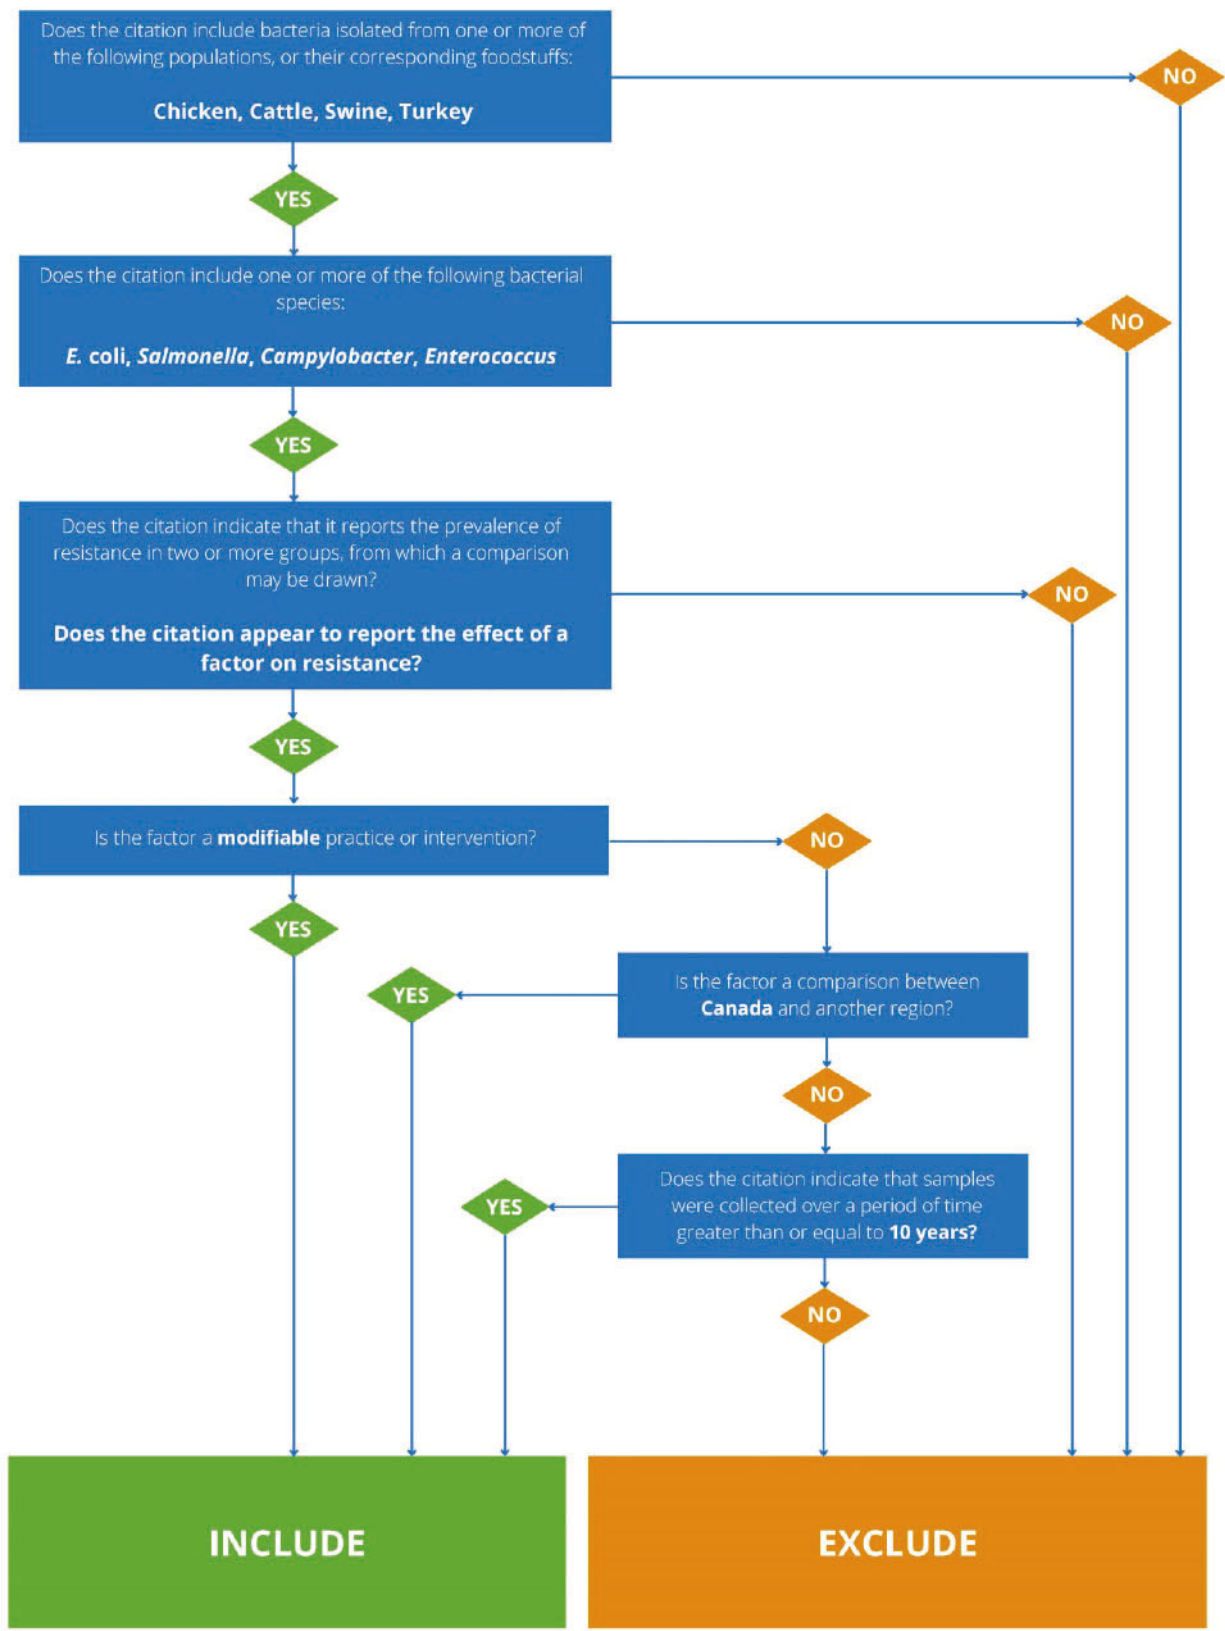 Does the citation include bacteria isolated from one or more of
the following populations, or their corresponding foodstuffs:
Chicken, Cattle, Swine, Turkey
NO
YES
Does the citation include one or more of the following bacterial
species:
E. coli, Salmonella, Campylobacter, Enterococcus
NO
YES
Does the citation indicate that it reports the prevalence of
resistance in two or more groups, from which a comparison
may be drawn?
Does the citation appear to report the effect of a
factor on resistance?
NO
YES
Is the factor a modifiable practice or intervention?
NO
YES
Is the factor a comparison between
Canada and another region?
YES
NO
Does the citation indicate that samples
were collected over a period of time
greater than or equal to 10 years?
YES
NO
INCLUDE
EXCLUDE